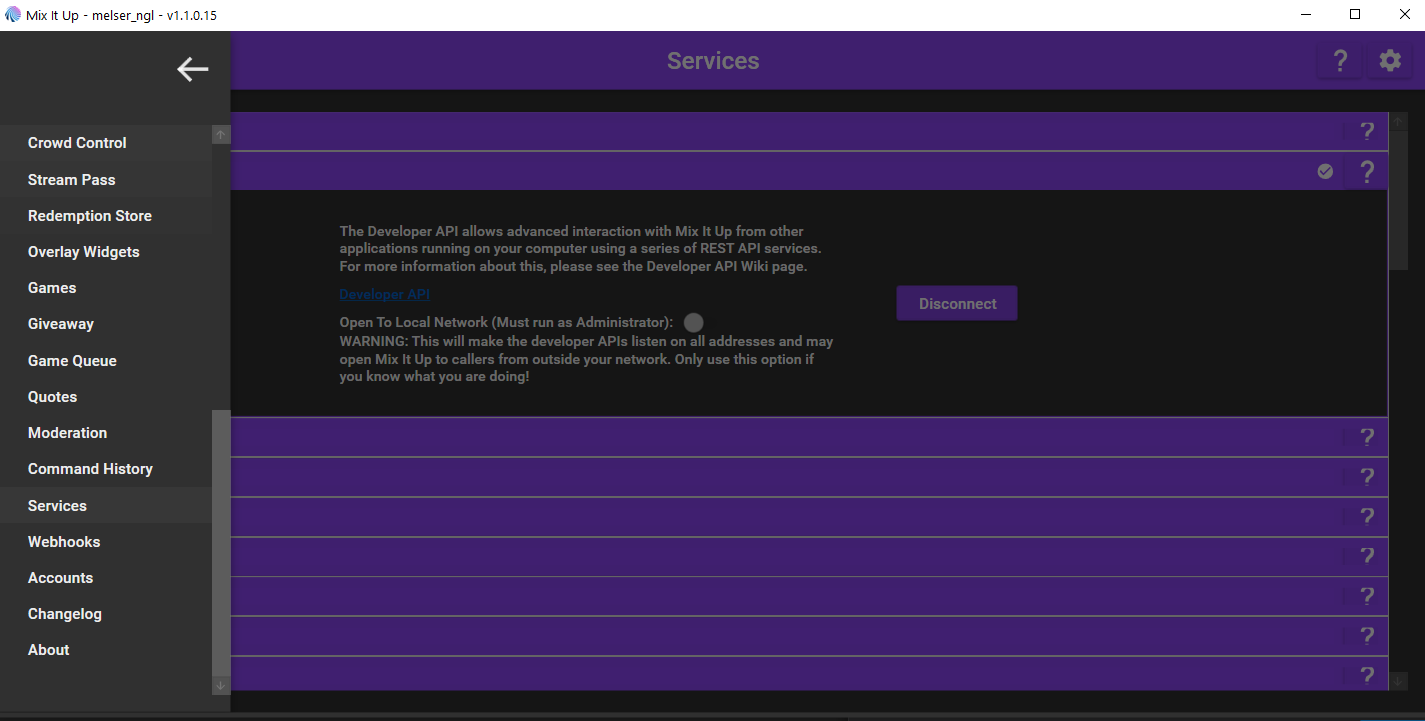 Mix It Up - melser_ngl - v1.1.0.15
Services
?
Crowd Control
Stream Pass
Redemption Store
Overlay Widgets
Games
Giveaway
Game Queue
Quotes
Moderation
Command History
Services
Webhooks
Accounts
Changelog
About
?
?
The Developer API allows advanced interaction with Mix It Up from other
applications running on your computer using a series of REST API services.
For more information about this, please see the Developer API Wiki page.
Developer API
Disconnect
Open To Local Network (Must run as Administrator):
WARNING: This will make the developer APIs listen on all addresses and may
open Mix It Up to callers from outside your network. Only use this option if
you know what you are doing!
?
?
?
?
?
?
?